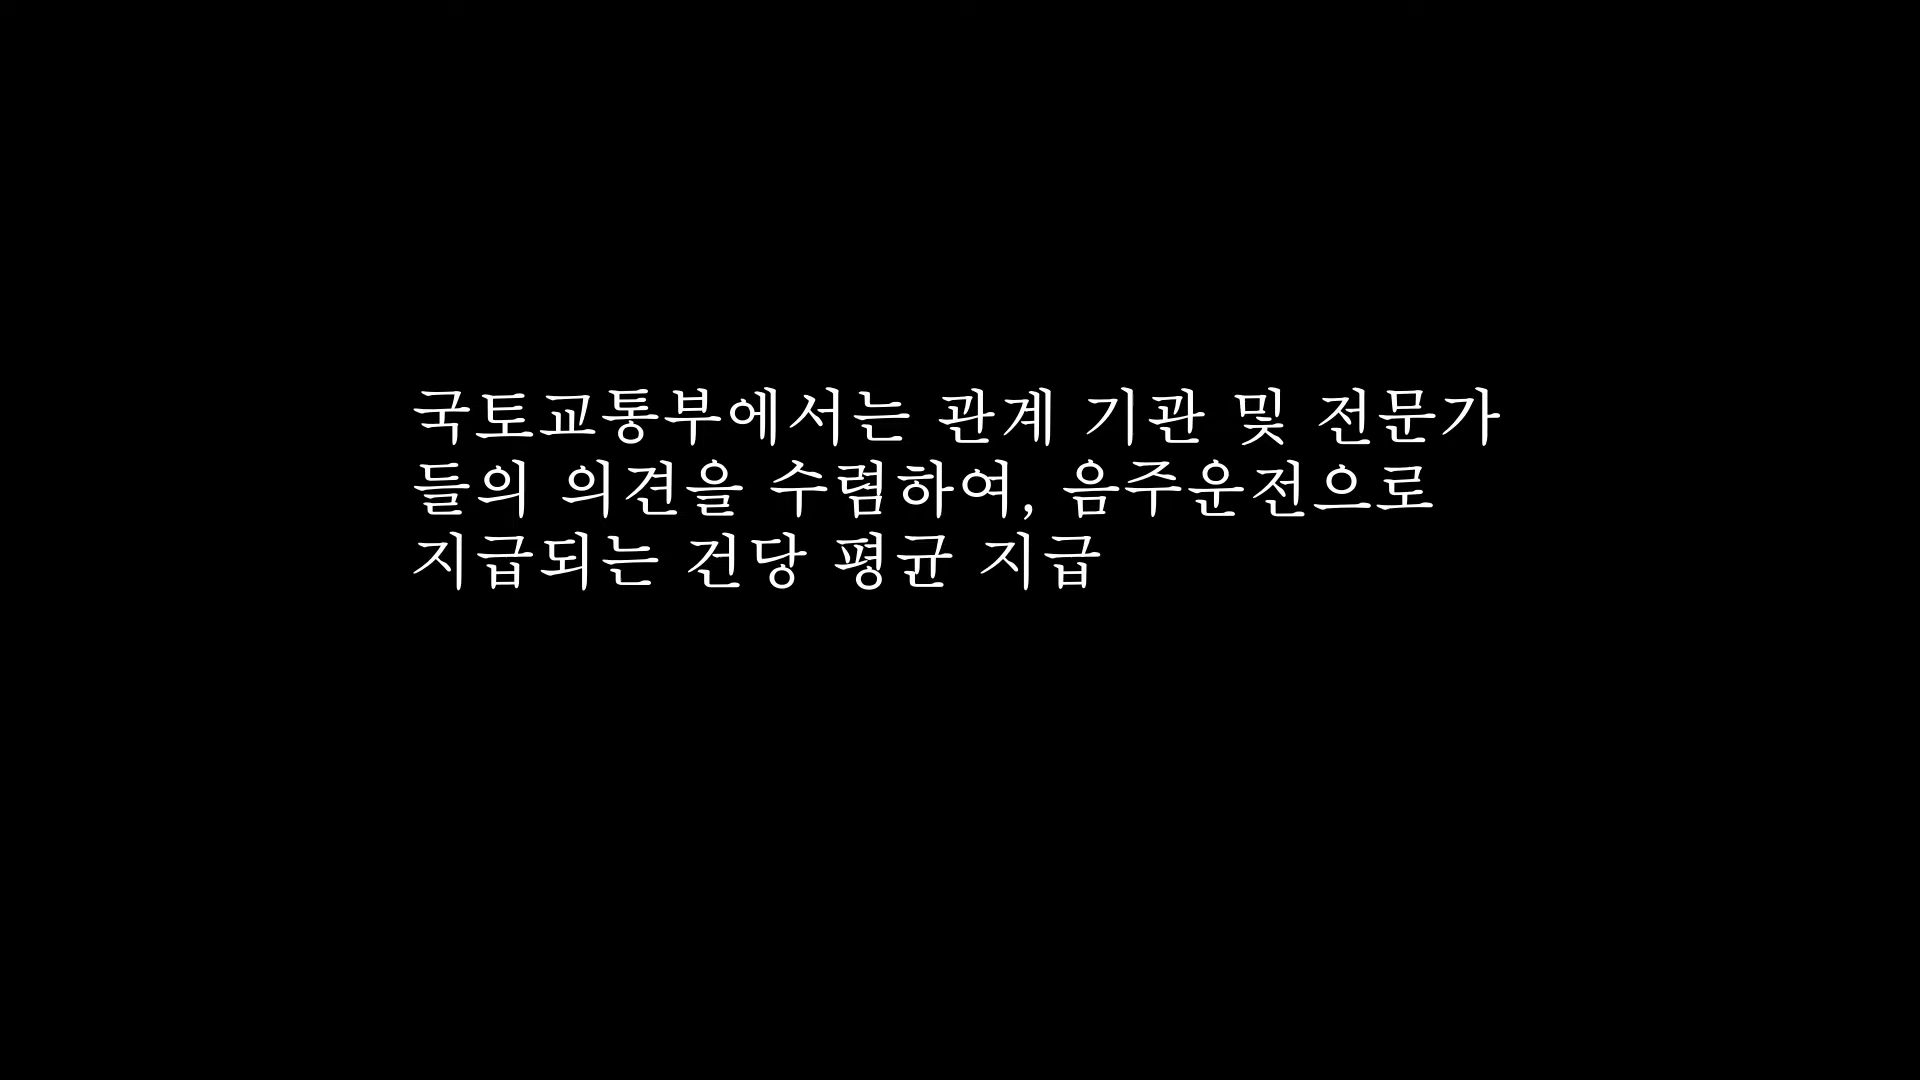 국토교통부에서는 관계 기관 및 전문가
들의 의견을 수렴하여, 음주운전으로
지급되는 건당 평균 지급